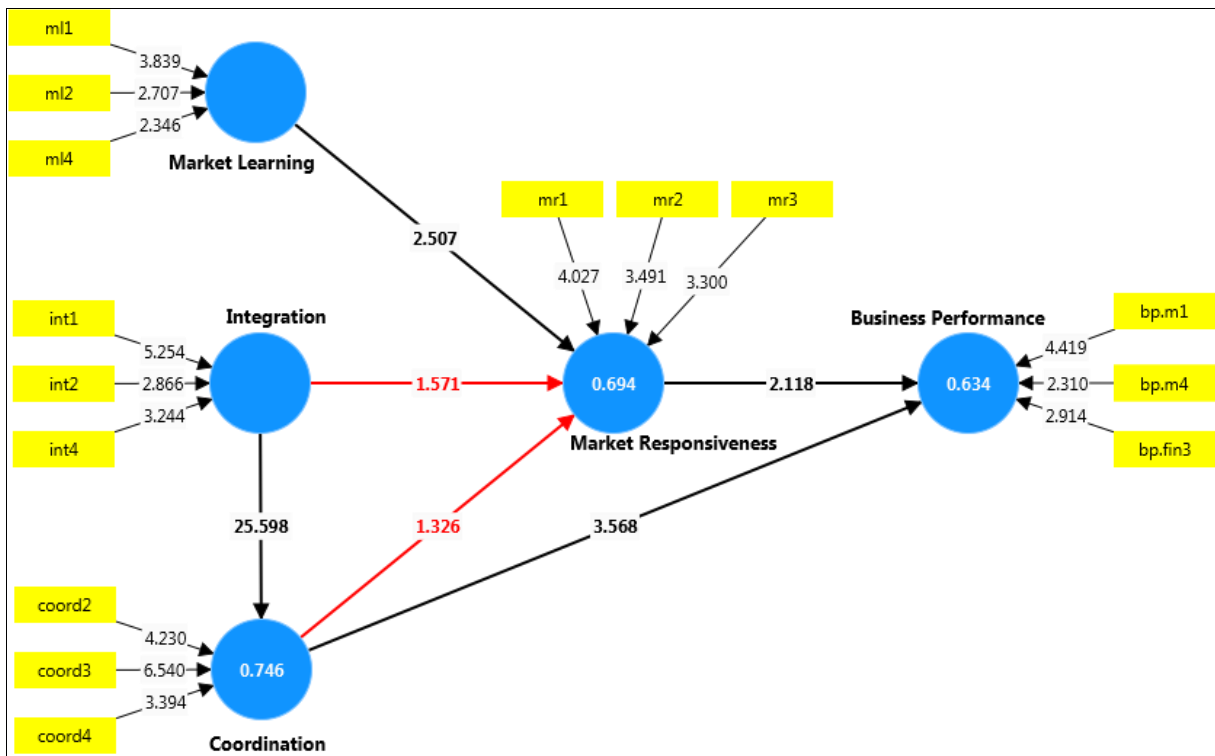 ml1
3.839
ml2
2.707
ml4
2.346
Market Learning
mr1
mr2
mr3
2.507
4.027
3.491
3.300
Integration
int1
5.254
int2
2.866
int4
3.244
1.571
0.694
Market Responsiveness
2.118
Business Performance
0.634
bp.m1
4.419
bp.m4
2.310
bp.fin3
2.914
25.598
1.326
3.568
coord2
4.230
coord3
6.540
coord4
3.394
0.746
Coordination